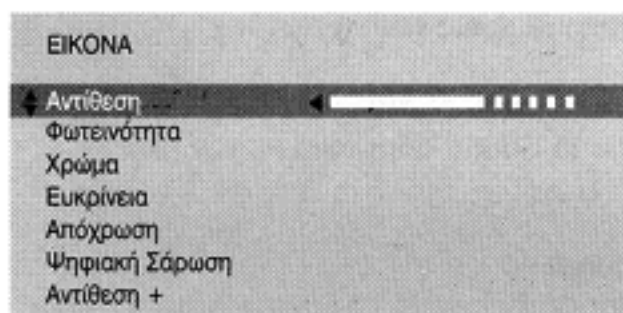 ΕΙΚΟΝΑ
Αντίθεση
Φωτεινότητα
Χρώμα
Ευκρίνεια
Απόχρωση
Ψηφιακή Σάρωση
Αντίθεση +